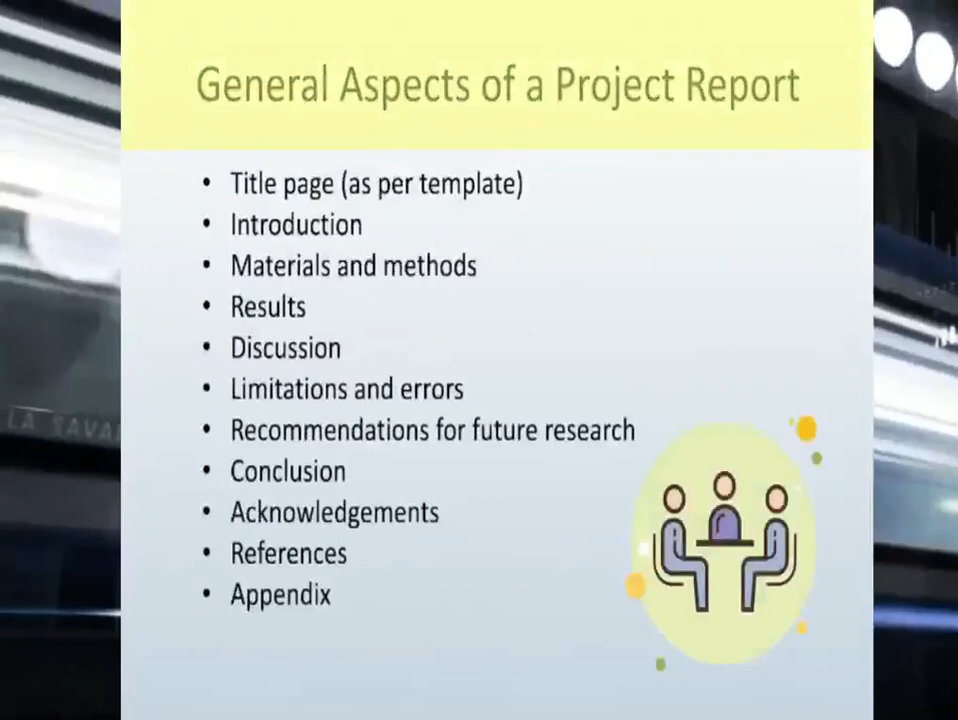 General Aspects of a Project Report
• Title page (as per template)
• Introduction
• Materials and methods
• Results
• Discussion
• Limitations and errors
• Recommendations for future research
• Conclusion
• Acknowledgements
• References
• Appendix